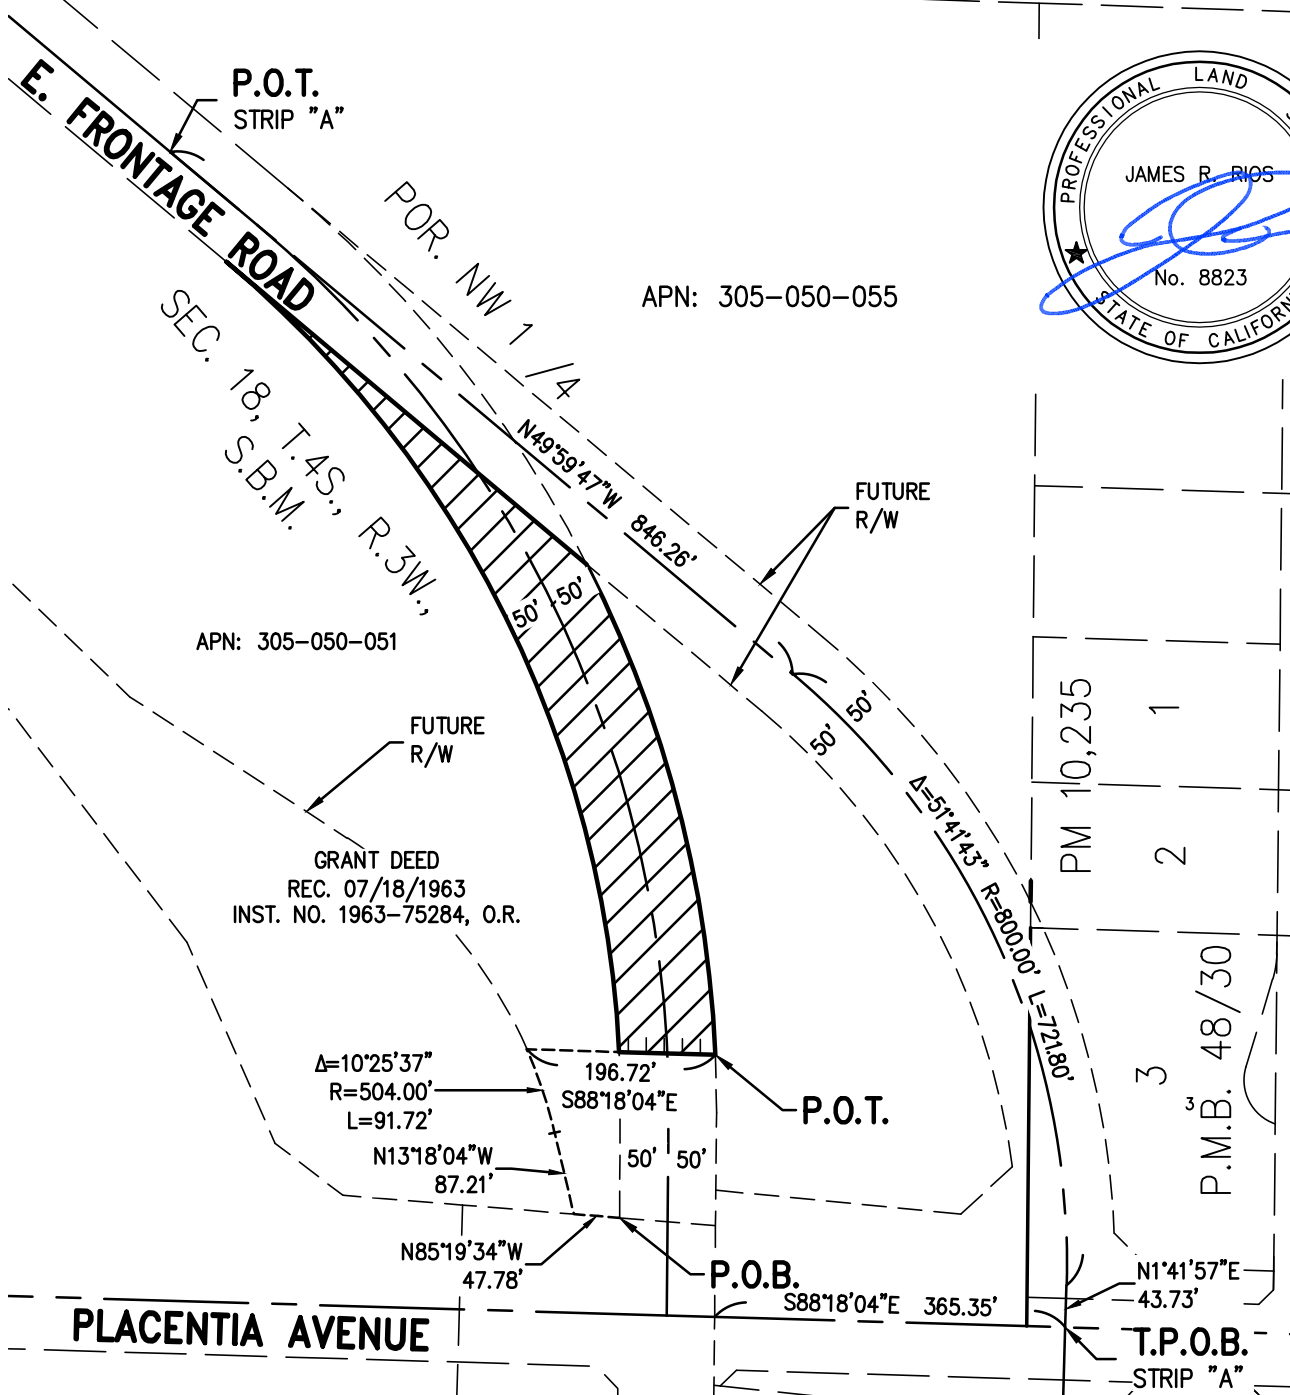 P.O.T.
STRIP "A"
E. FRONTAGE ROAD
PROFESSIONAL LAND
JAMES R. RIOS
No. 8823
STATE OF CALIFORN
POR. NW 1/4
APN: 305-050-055
SEC. 18, T.4S., R.3W.,
S.B.M.
N49°59'47"W 846.26'
FUTURE
R/W
50' 50'
APN: 305-050-051
50'
50'
FUTURE
R/W
PM 10,235
1
2
3
Δ=51°41'43" R=800.00' L=721.80'
GRANT DEED
REC. 07/18/1963
INST. NO. 1963-75284, O.R.
P.M.B. 48/30
3
Δ=10°25'37"
R=504.00'
L=91.72'
196.72'
S88°18'04"E
P.O.T.
N13°18'04"W
87.21'
50' 50'
N85°19'34"W
47.78'
P.O.B.
S88°18'04"E 365.35'
N1°41'57"E
43.73'
PLACENTIA AVENUE
T.P.O.B.
STRIP "A"